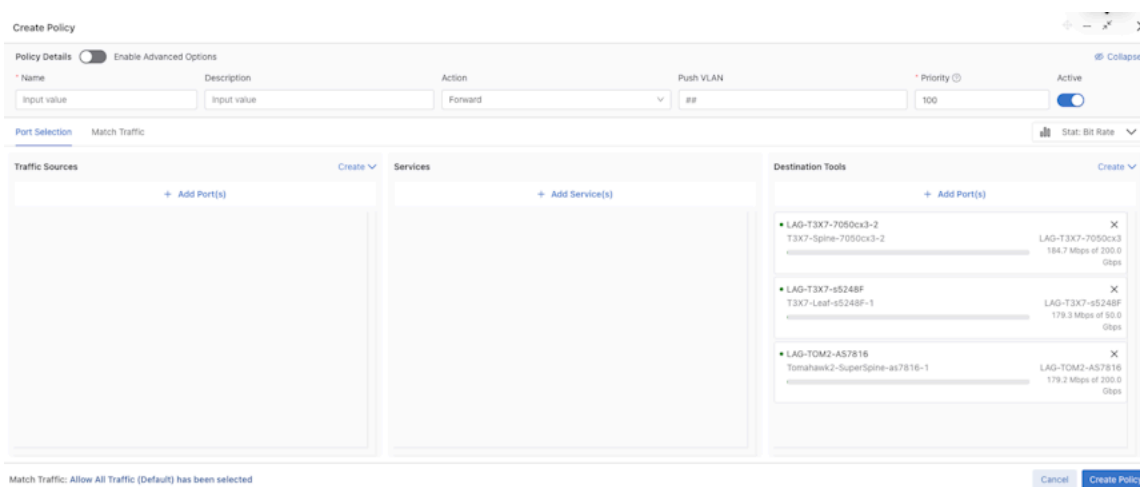 Create Policy
Policy Details Enable Advanced Options Collapse
* Name Description Action Push VLAN * Priority Active
Input value Input value Forward ## 100
Port Selection Match Traffic Stat: Bit Rate
Traffic Sources Create Services Destination Tools Create
+ Add Port(s) + Add Service(s) + Add Port(s)
LAG-T3X7-7050cx3-2
T3X7-Spine-7050cx3-2 LAG-T3X7-7050cx3
184.7 Mbps of 200.0
Gbps
LAG-T3X7-s5248F
T3X7-Leaf-s5248F-1 LAG-T3X7-s5248F
179.3 Mbps of 50.0
Gbps
LAG-TOM2-AS7816
Tomahawk2-SuperSpine-as7816-1 LAG-TOM2-AS7816
179.2 Mbps of 200.0
Gbps
Match Traffic: Allow All Traffic (Default) has been selected Cancel Create Policy